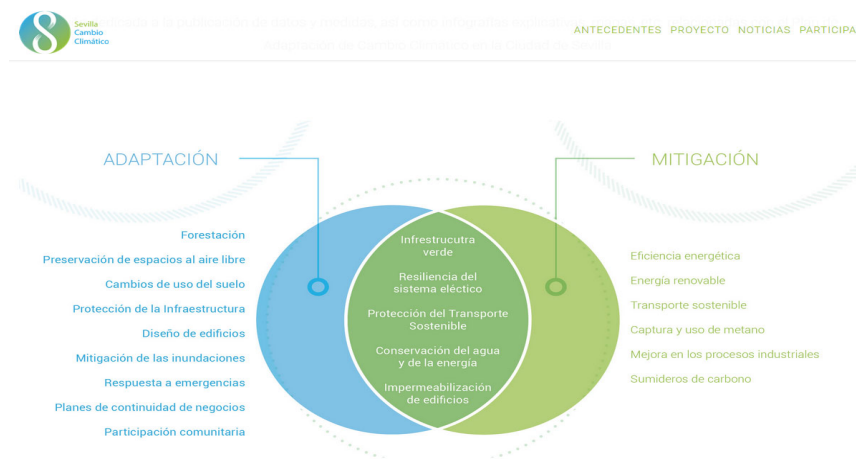 Sevilla
Cambio
Climático
ANTECEDENTES PROYECTO NOTICIAS PARTICIPA
ADAPTACIÓN
Forestación
Preservación de espacios al aire libre
Cambios de uso del suelo
Protección de la Infraestructura
Diseño de edificios
Mitigación de las inundaciones
Respuesta a emergencias
Planes de continuidad de negocios
Participación comunitaria
Infrestrucutra
verde
Resiliencia del
sistema eléctico
Protección del Transporte
Sostenible
Conservación del agua
y de la energía
Impermeabilización
de edificios
MITIGACIÓN
Eficiencia energética
Energía renovable
Transporte sostenible
Captura y uso de metano
Mejora en los procesos industriales
Sumideros de carbono